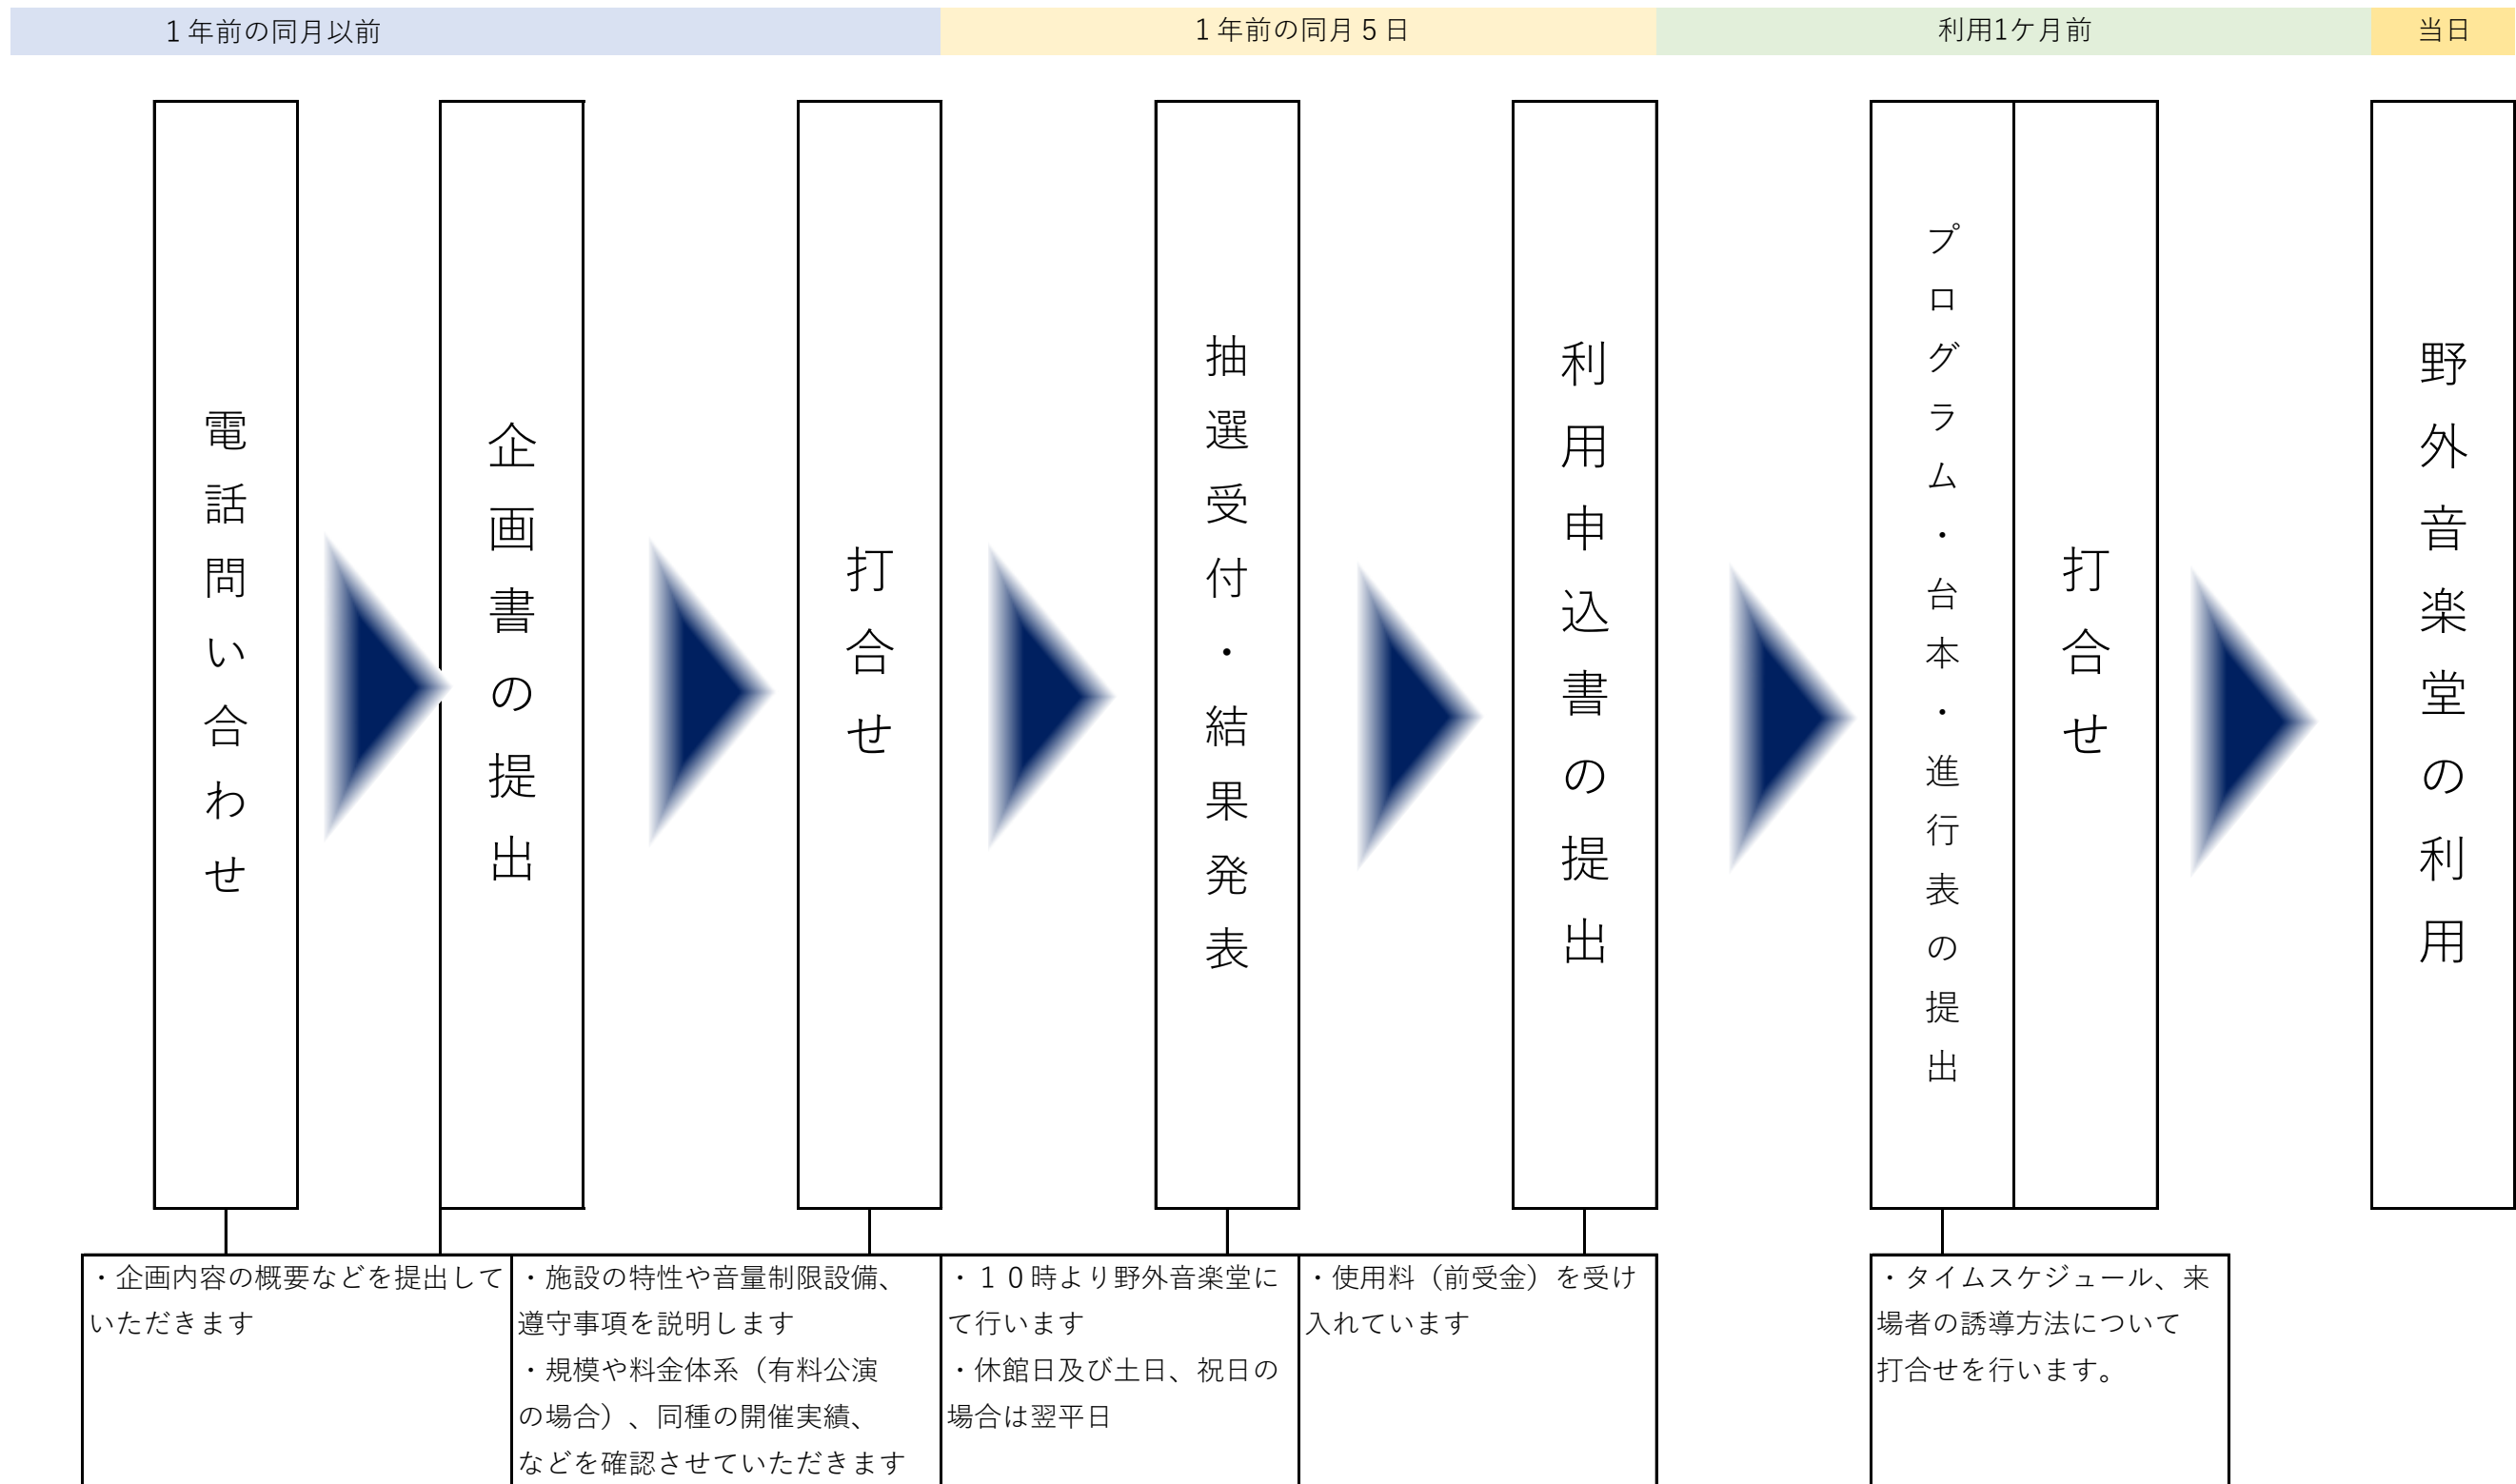 １年前の同月以前
１年前の同月５日
利用1ケ月前
当日
電話問い合わせ
企画書の提出
打合せ
抽選受付・結果発表
利用申込書の提出
プログラム・台本・進行表の提出
打合せ
野外音楽堂の利用
・企画内容の概要などを提出して
いただきます
・施設の特性や音量制限設備、
遵守事項を説明します
・規模や料金体系（有料公演
の場合）、同種の開催実績、
などを確認させていただきます
・１０時より野外音楽堂に
て行います
・休館日及び土日、祝日の
場合は翌平日
・使用料（前受金）を受け
入れています
・タイムスケジュール、来
場者の誘導方法について
打合せを行います。